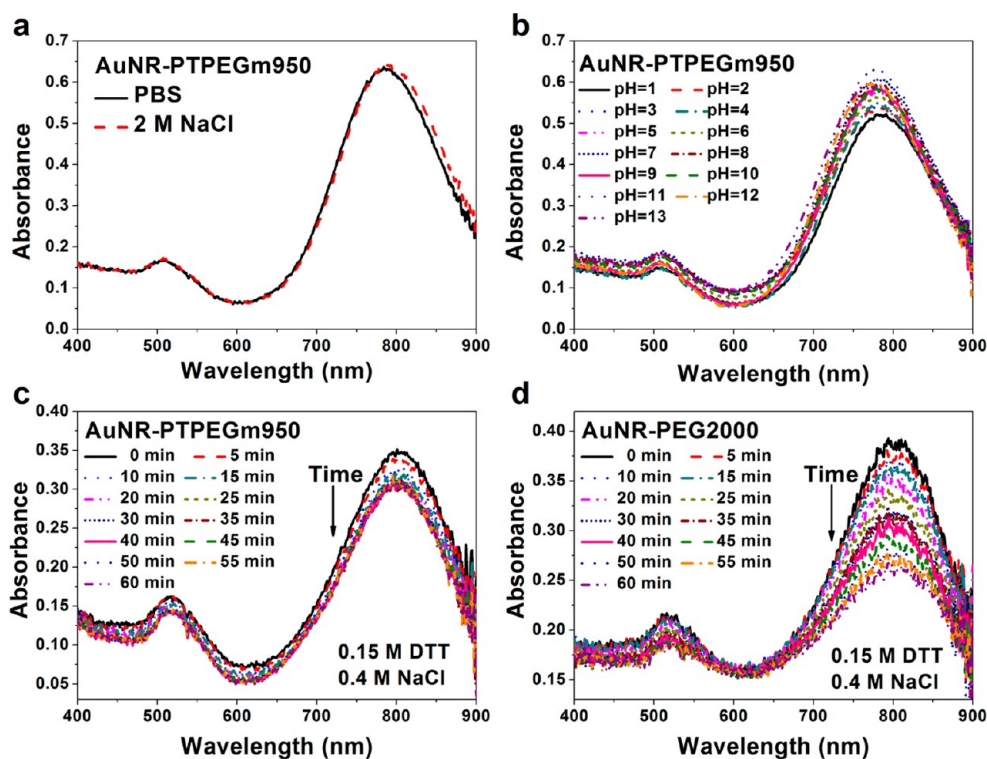 a
AuNR-PTPEGm950
PBS
2 M NaCl
Absorbance
0.7
0.6
0.5
0.4
0.3
0.2
0.1
0.0
400 500 600 700 800 900
Wavelength (nm)
b
AuNR-PTPEGm950
pH=1 pH=2
pH=3 pH=4
pH=5 pH=6
pH=7 pH=8
pH=9 pH=10
pH=11 pH=12
pH=13
Absorbance
0.7
0.6
0.5
0.4
0.3
0.2
0.1
0.0
400 500 600 700 800 900
Wavelength (nm)
c
AuNR-PTPEGm950
0 min 5 min
10 min 15 min
20 min 25 min
30 min 35 min
40 min 45 min
50 min 55 min
60 min
Time
0.15 M DTT
0.4 M NaCl
Absorbance
0.40
0.35
0.30
0.25
0.20
0.15
0.10
0.05
400 500 600 700 800 900
Wavelength (nm)
d
AuNR-PEG2000
0 min 5 min
10 min 15 min
20 min 25 min
30 min 35 min
40 min 45 min
50 min 55 min
60 min
Time
0.15 M DTT
0.4 M NaCl
Absorbance
0.40
0.35
0.30
0.25
0.20
0.15
400 500 600 700 800 900
Wavelength (nm)